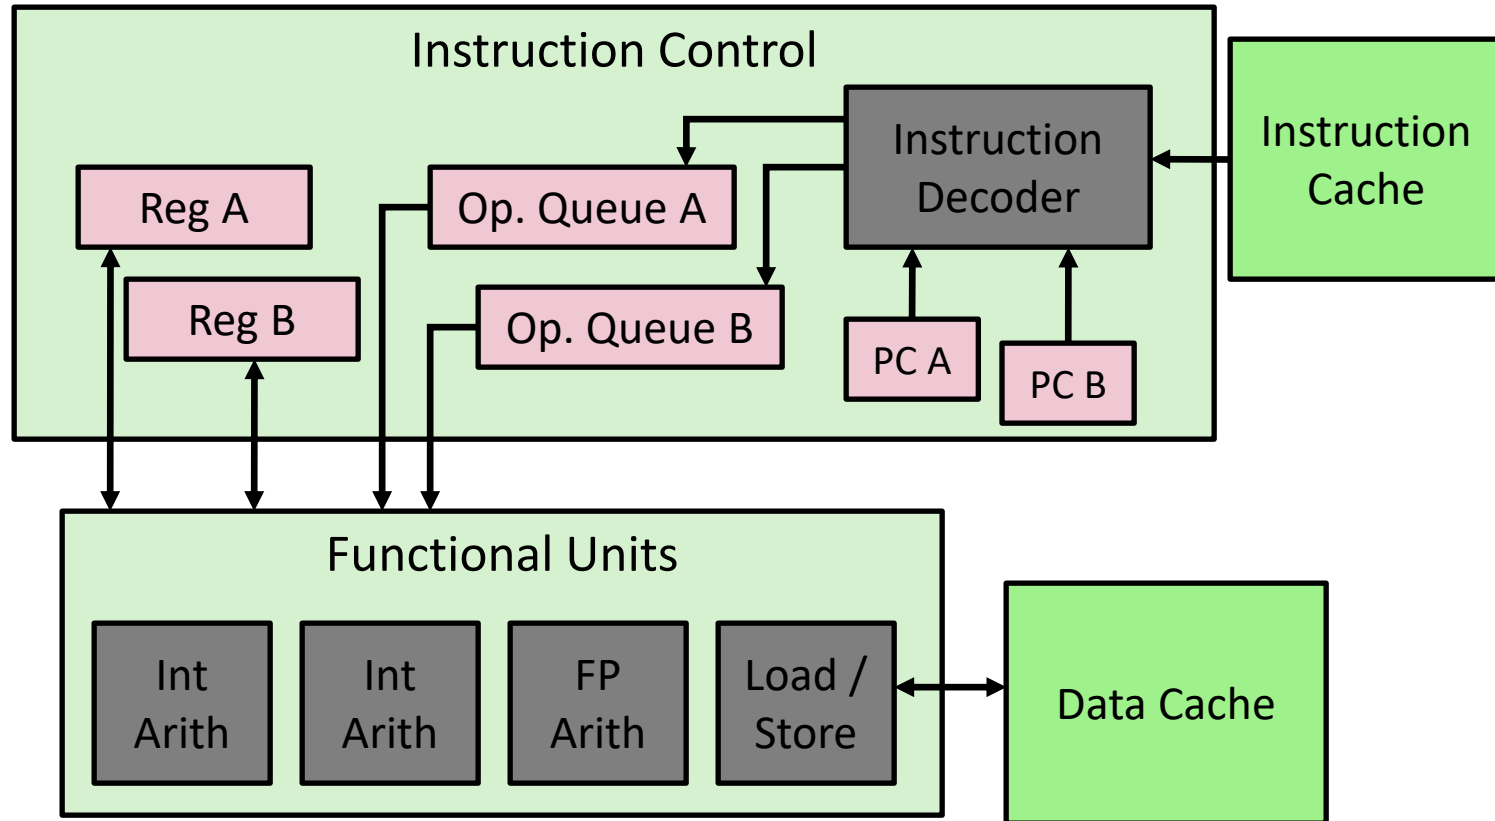 Instruction Control
Instruction
Cache
Instruction
Decoder
Reg A
Op. Queue A
Reg B
Op. Queue B
PC A
PC B
Functional Units
Int
Arith
Int
Arith
FP
Arith
Load /
Store
Data Cache